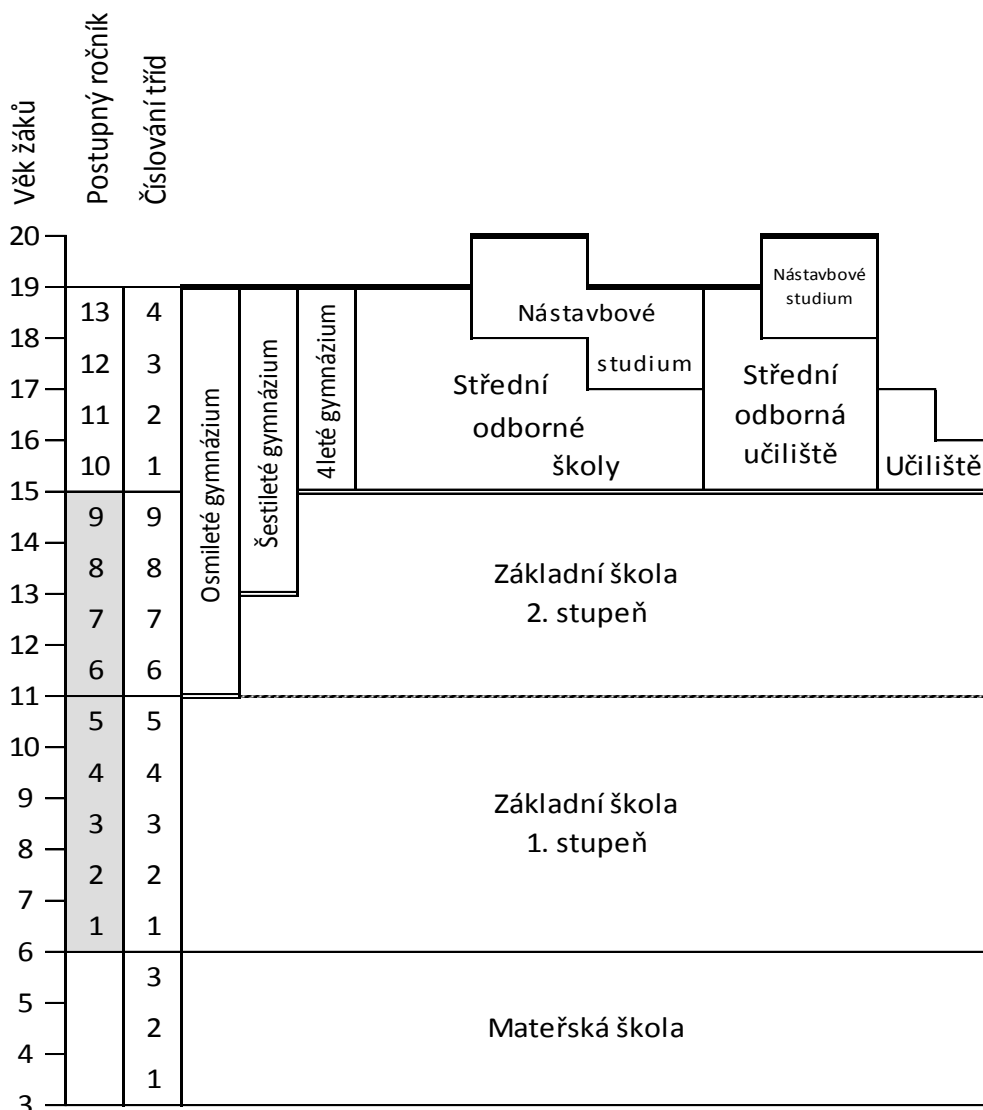 Věk žáků
Postupný ročník
Číslování tříd
20
19
13 4
18
12 3
17
11 2
16
10 1
15
9 9
14
8 8
13
7 7
12
6 6
11
5 5
10
4 4
9
3 3
8
2 2
7
1 1
6
3
5
2
4
1
3
Osmileté gymnázium
Šestileté gymnázium
4leté gymnázium
Nástavbové
studium
Střední
odborné
školy
Nástavbové
studium
Střední
odborná
učiliště
Učiliště
Základní škola
2. stupeň
Základní škola
1. stupeň
Mateřská škola